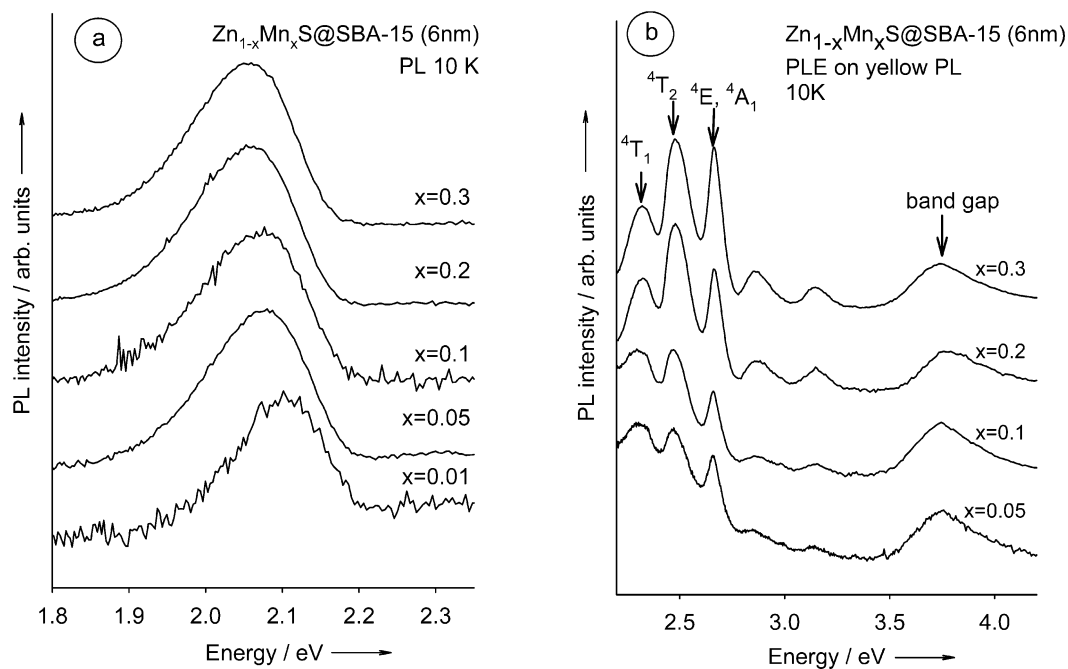 a
Zn1-xMnxS@SBA-15 (6nm)
PL 10 K
x=0.3
x=0.2
x=0.1
x=0.05
x=0.01
PL intensity / arb. units
1.8 1.9 2.0 2.1 2.2 2.3
Energy / eV
b
Zn1-xMnxS@SBA-15 (6nm)
PLE on yellow PL
10K
4T1
4T2
4E, 4A1
band gap
x=0.3
x=0.2
x=0.1
x=0.05
PL intensity / arb. units
2.5 3.0 3.5 4.0
Energy / eV